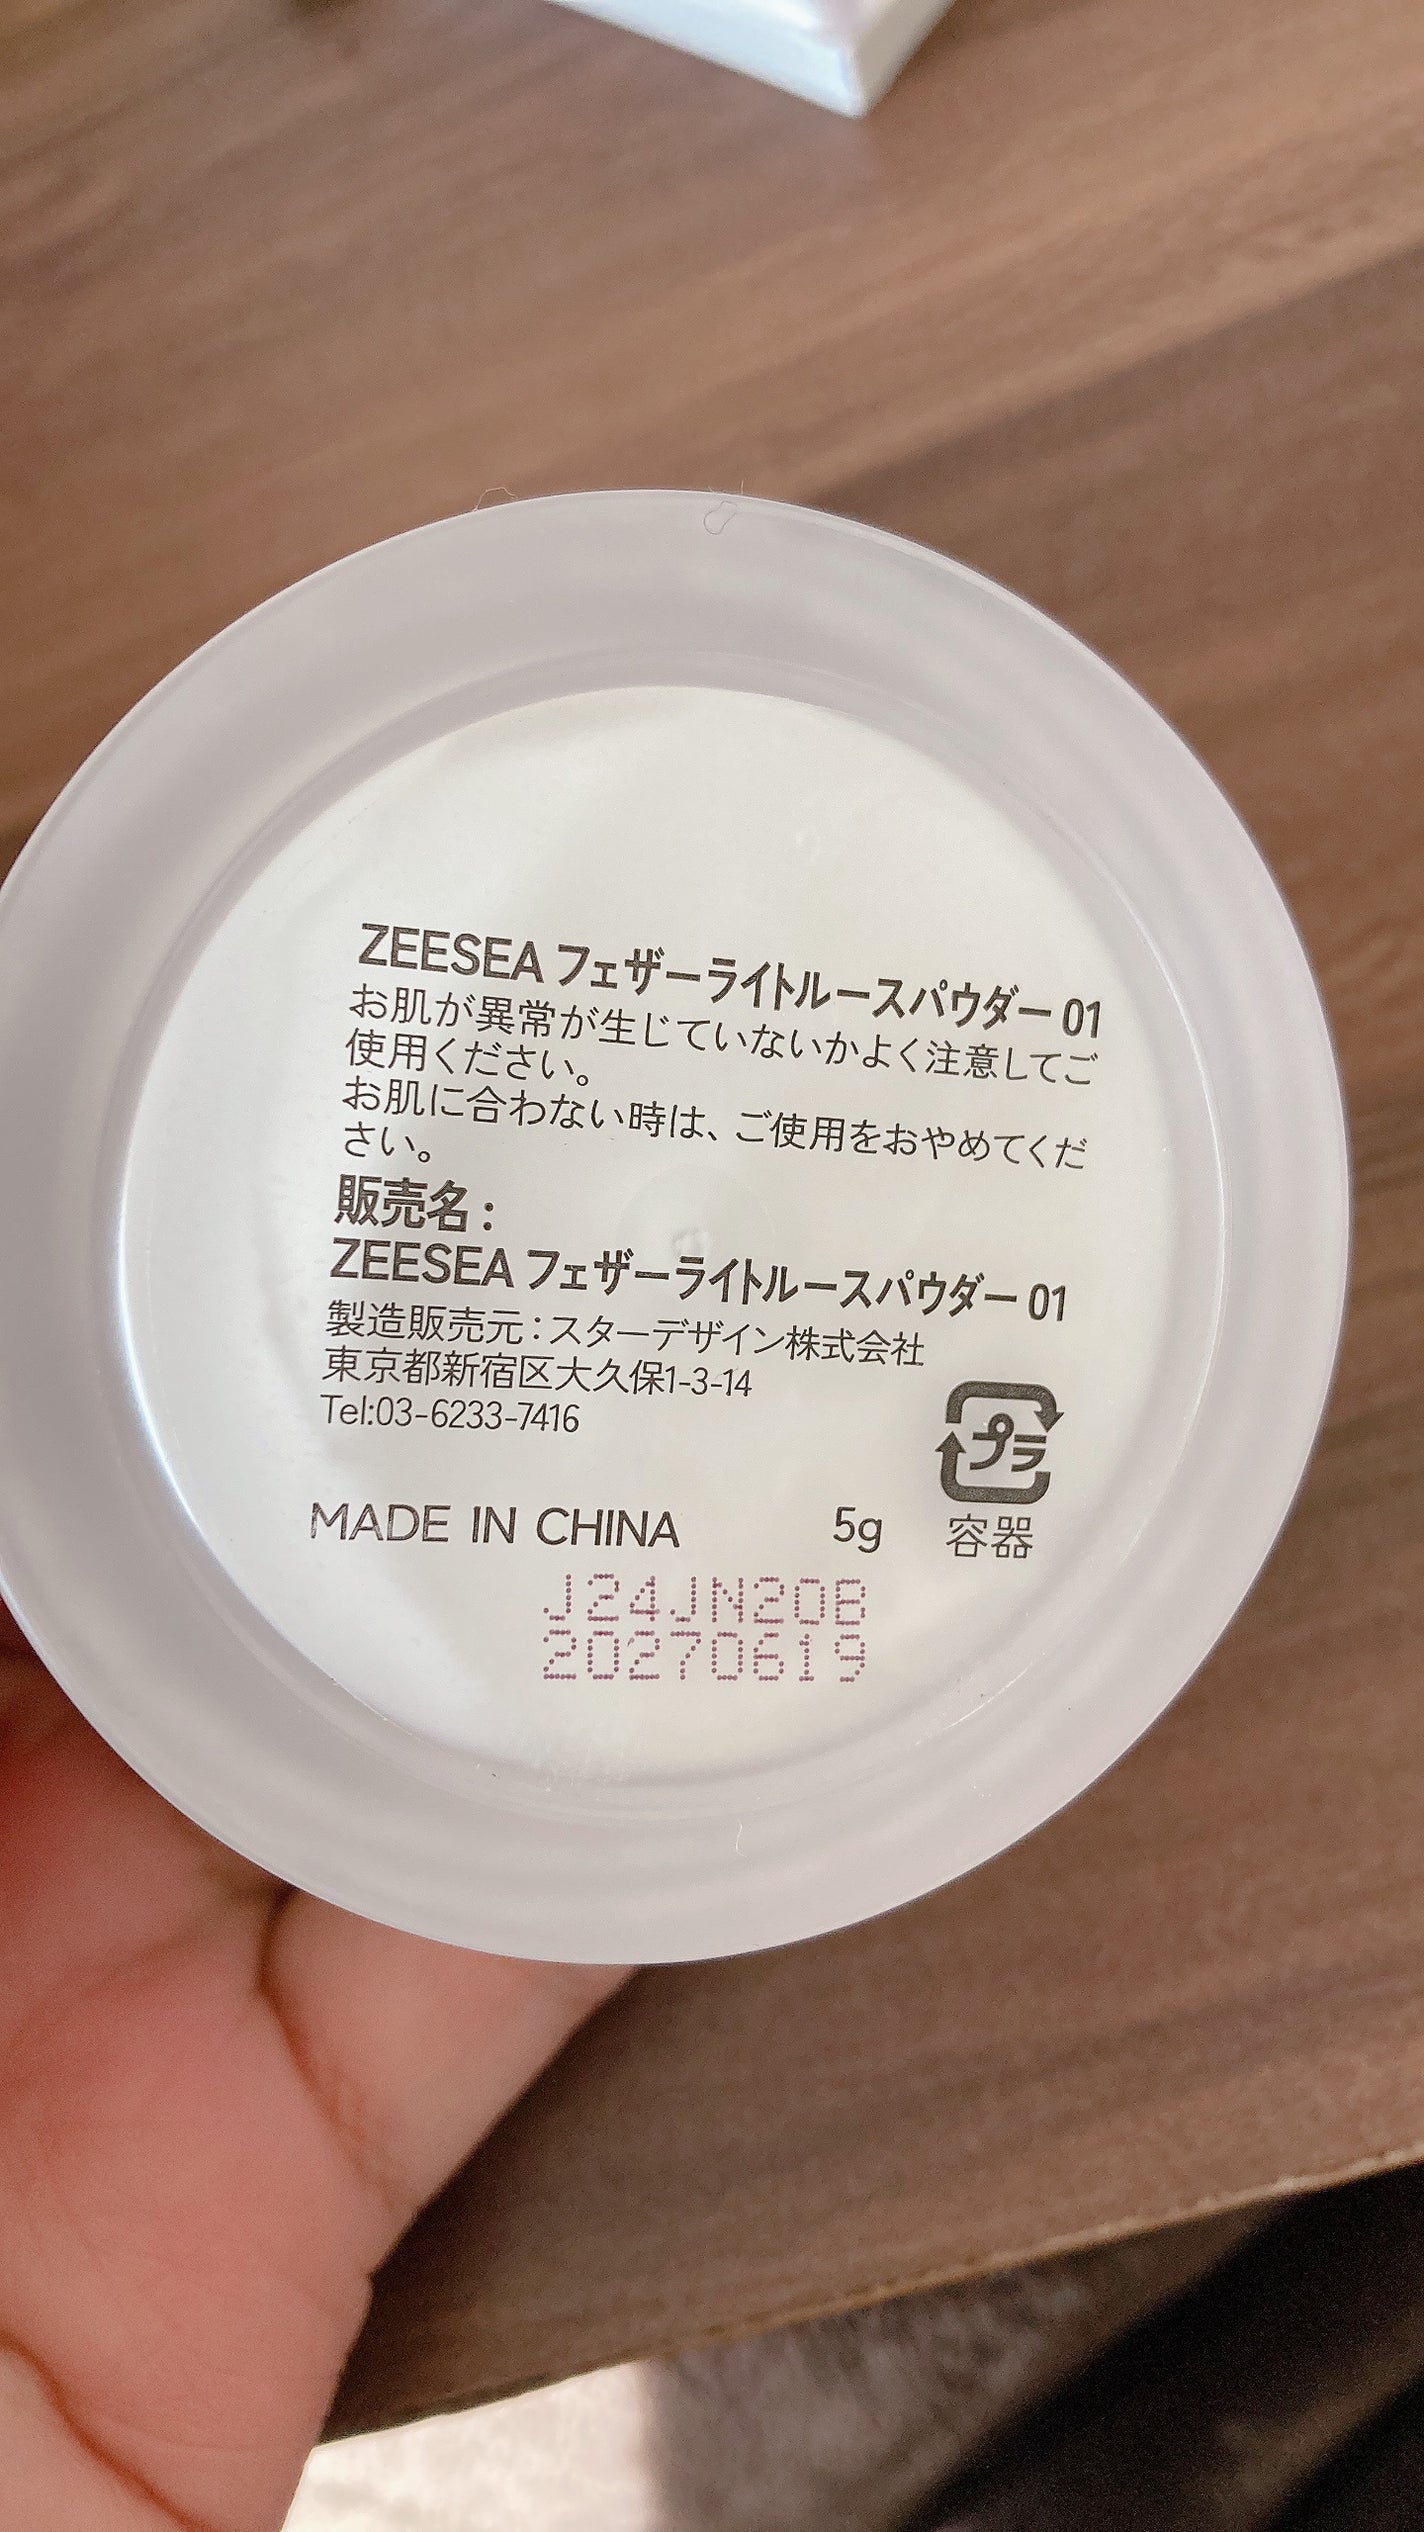 ZEESEA フェザーライトルースパウダー 01
お肌が異常が生じていないかよく注意してご
使用ください。
お肌に合わない時は、ご使用をおやめてくだ
さい。
販売名:
ZEESEA フェザーライトルースパウダー 01
製造販売元:スターデザイン株式会社
東京都新宿区大久保1-3-14
Tel:03-6233-7416
プラ
MADE IN CHINA 5g 容器
J24JN20B
20270619